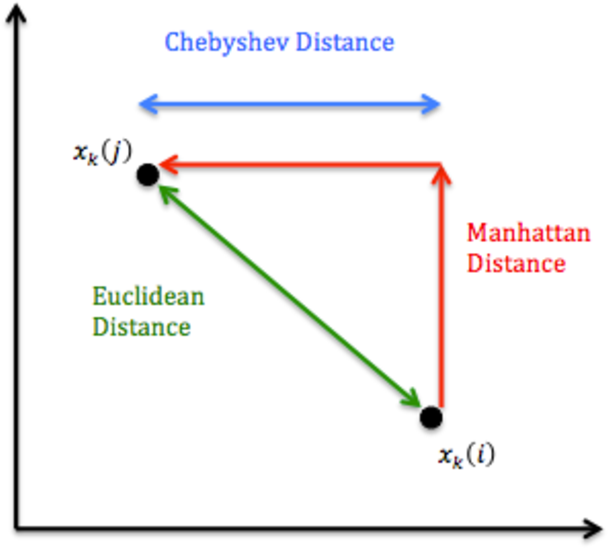 Chebyshev Distance
x_k(j)
Manhattan
Distance
Euclidean
Distance
x_k(i)